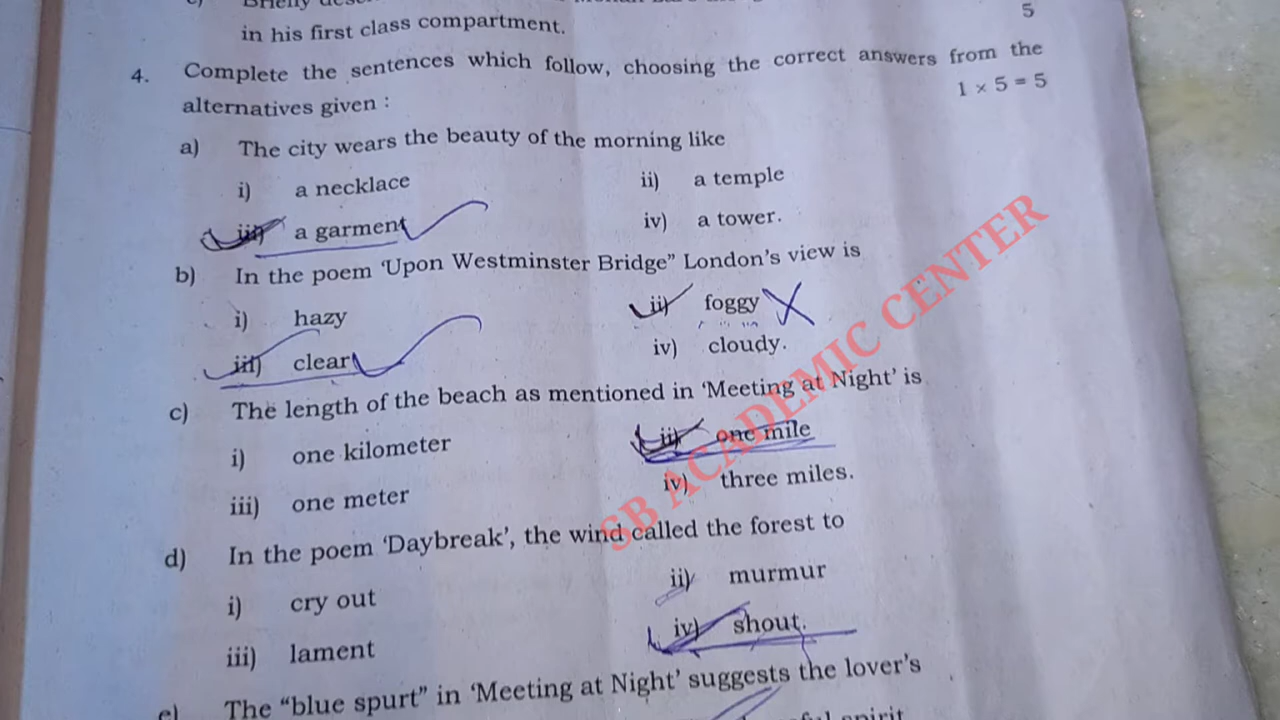 in his first class compartment.
5
4. Complete the sentences which follow, choosing the correct answers from the
alternatives given :
1 × 5 = 5
a) The city wears the beauty of the morning like
i) a necklace ii) a temple
iii) a garment iv) a tower.
b) In the poem ‘Upon Westminster Bridge” London’s view is
i) hazy ii) foggy
iii) clear iv) cloudy.
c) The length of the beach as mentioned in ‘Meeting at Night’ is
i) one kilometer ii) one mile
iii) one meter iv) three miles.
d) In the poem ‘Daybreak’, the wind called the forest to
i) cry out ii) murmur
iii) lament iv) shout.
e) The “blue spurt” in ‘Meeting at Night’ suggests the lover’s
spirit
SB ACADEMIC CENTER